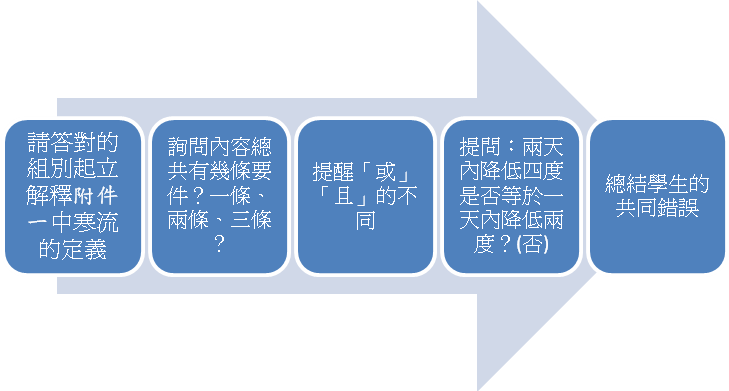 請答對的
組別起立
解釋附件
一中寒流
的定義
詢問內容總
共有幾條要
件？一條、
兩條、三條
？
提醒「或」
「且」的不
同
提問：兩天
內降低四度
是否等於一
天內降低兩
度？(否)
總結學生的
共同錯誤